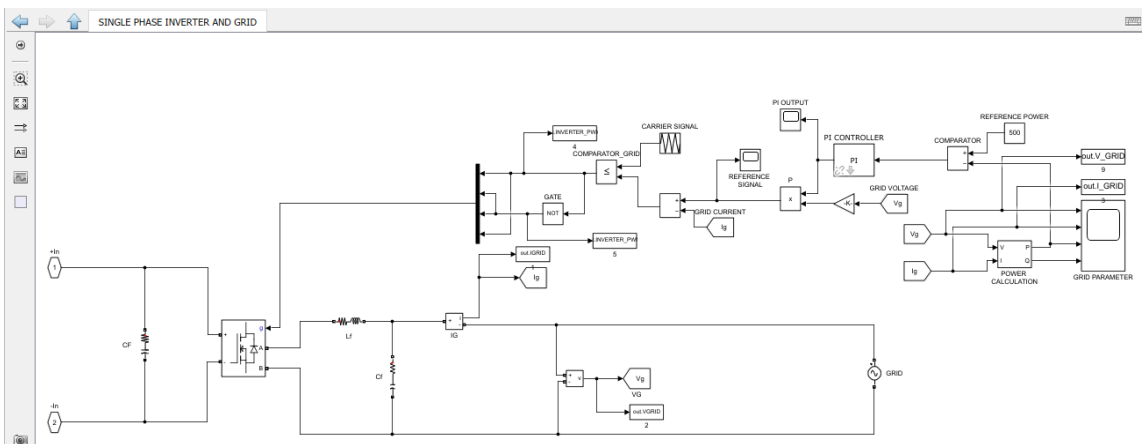 SINGLE PHASE INVERTER AND GRID
PI OUTPUT
REFERENCE POWER
500
CARRIER SIGNAL
PI CONTROLLER
COMPARATOR
.INVERTER_PW
4
COMPARATOR_GRID
PI
out.V_GRID
9
≤
REFERENCE
SIGNAL
P
x
-K-
GRID VOLTAGE
Vg
out.I_GRID
GATE
NOT
GRID CURRENT
Ig
Vg
.INVERTER_PW
5
Ig
V
I
P
Q
POWER
CALCULATION
GRID PARAMETER
out.IGRID
1
Ig
+In
1
g
+
-
A
B
CF
Lf
+
i
-
IG
Cf
+
-
v
Vg
VG
out.VGRID
2
GRID
-In
2